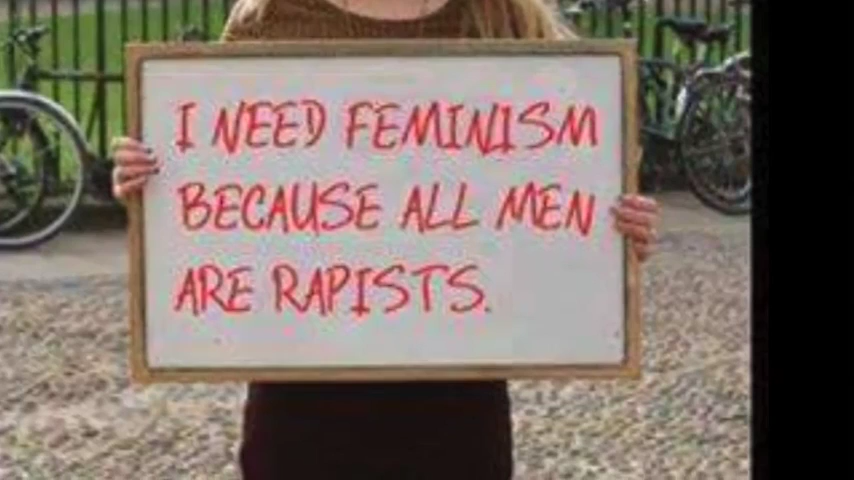 I NEED FEMINISM
BECAUSE ALL MEN
ARE RAPISTS.